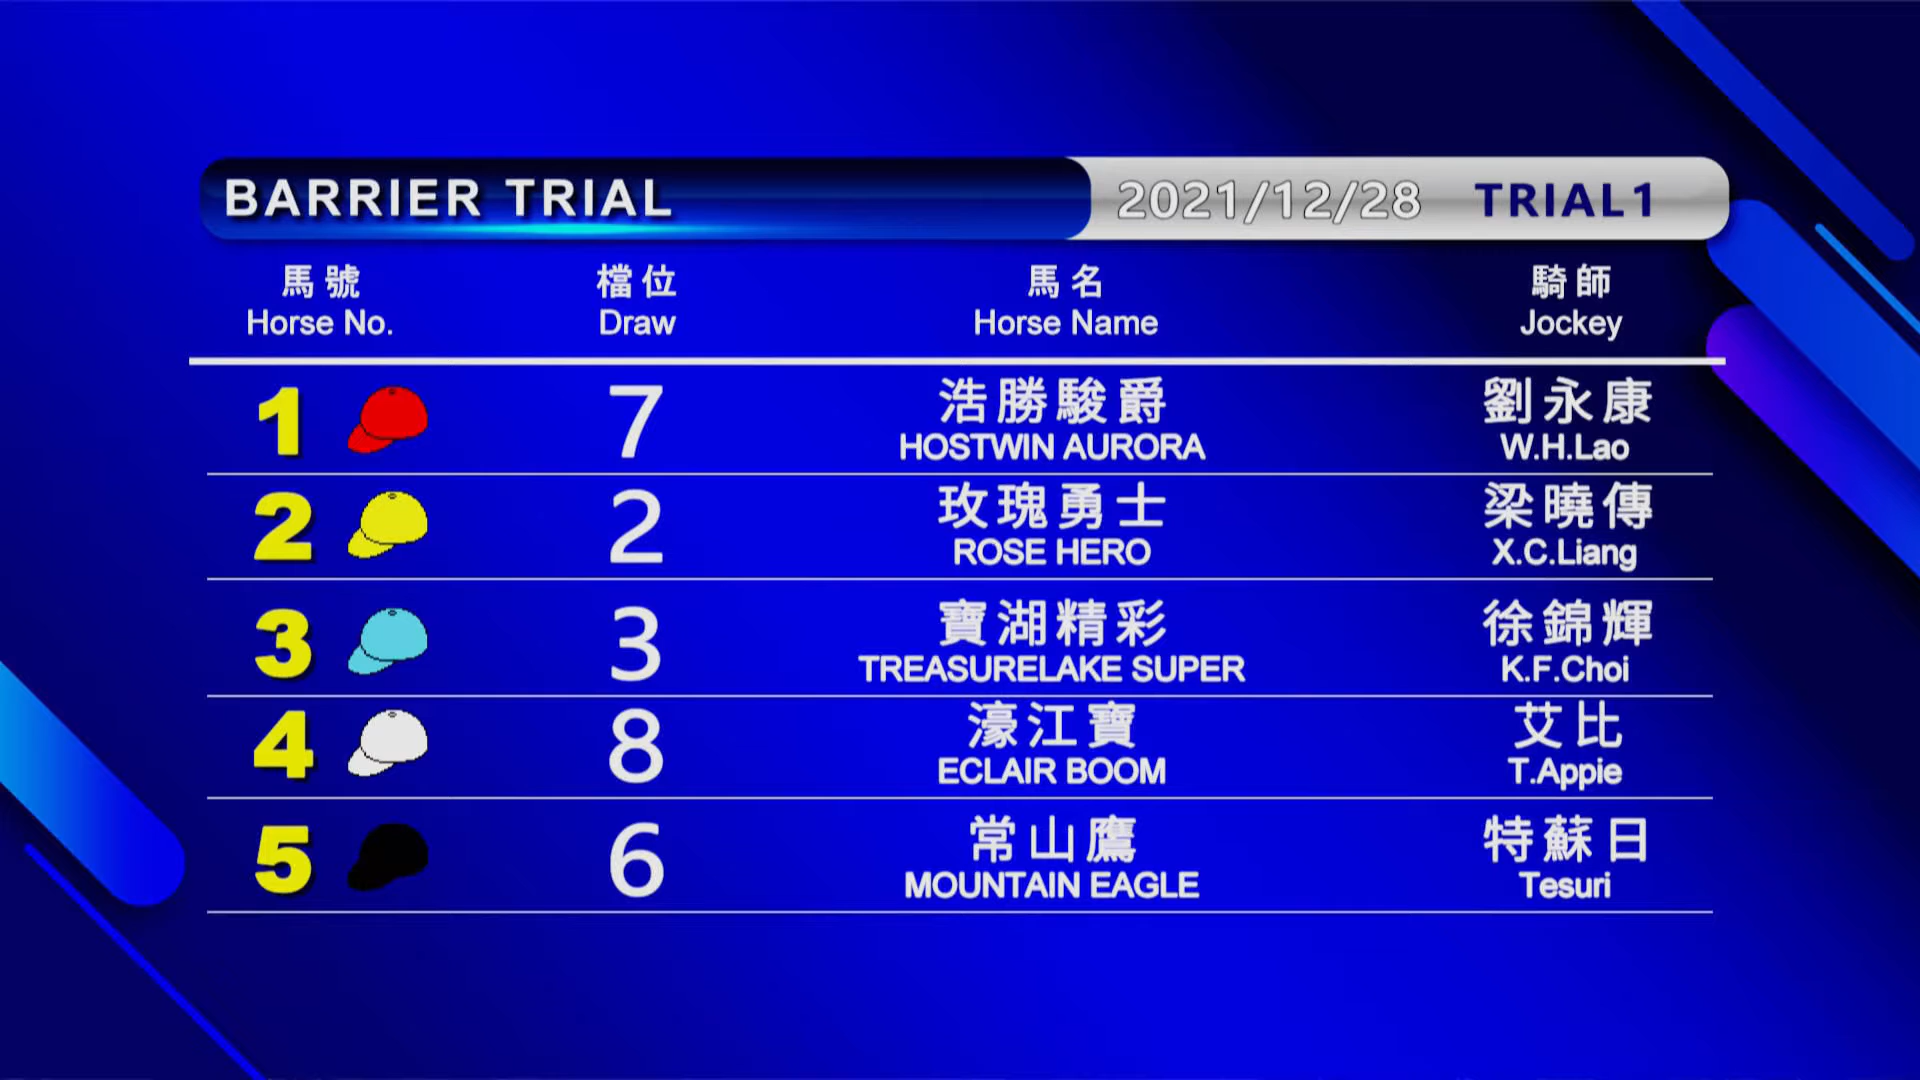 BARRIER TRIAL 2021/12/28 TRIAL1
馬號 檔位 馬名 騎師
Horse No. Draw Horse Name Jockey
1 7 浩勝駿爵 劉永康
HOSTWIN AURORA W.H.Lao
2 2 玫瑰勇士 梁曉傳
ROSE HERO X.C.Liang
3 3 寶湖精彩 徐錦輝
TREASURELAKE SUPER K.F.Choi
4 8 濠江寶 艾比
ECLAIR BOOM T.Appie
5 6 常山鷹 特蘇日
MOUNTAIN EAGLE Tesuri